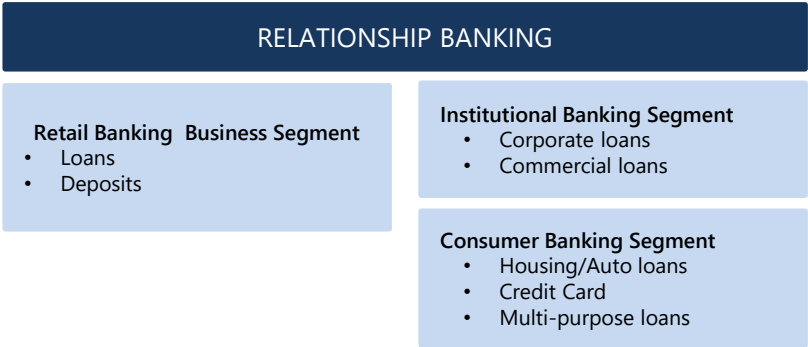 RELATIONSHIP BANKING
Retail Banking  Business Segment
• Loans
• Deposits
Institutional Banking Segment
• Corporate loans
• Commercial loans
Consumer Banking Segment
• Housing/Auto loans
• Credit Card
• Multi-purpose loans